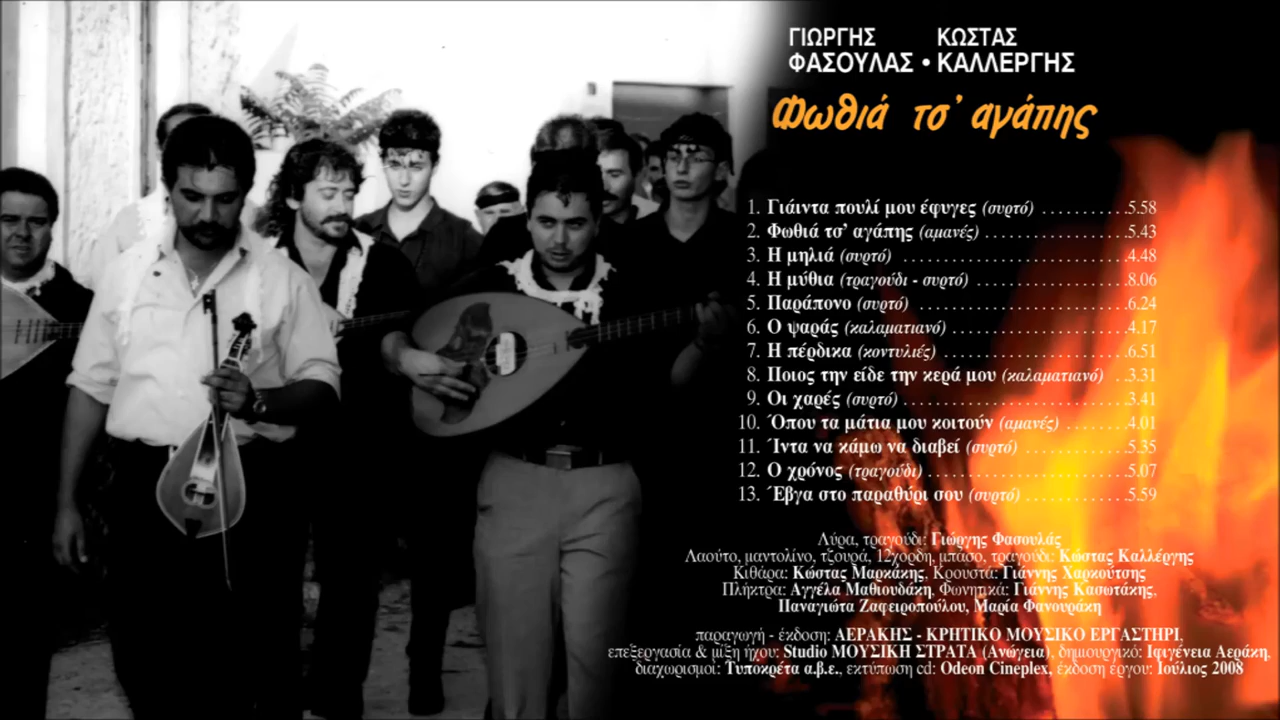 ΓΙΩΡΓΗΣ ΚΩΣΤΑΣ
ΦΑΣΟΥΛΑΣ • ΚΑΛΛΕΡΓΗΣ
Φωθιά τσ' αγάπης
1. Γιάιντα πουλί μου έφυγες (συρτό) ...........5.58
2. Φωθιά τσ' αγάπης (αμανές) ..................5.43
3. Η μηλιά (συρτό) ............................4.48
4. Η μύθια (τραγούδι - συρτό) ....................8.06
5. Παράπονο (συρτό) ...........................6.24
6. Ο ψαράς (καλαματιανό) ......................4.17
7. Η πέρδικα (κοντυλιές) .......................6.51
8. Ποιος την είδε την κερά μου (καλαματιανό) ..3.31
9. Οι χαρές (συρτό) ............................3.41
10. Όπου τα μάτια μου κοιτούν (αμανές) ........4.01
11. Ίντα να κάμω να διαβεί (συρτό) .............5.35
12. Ο χρόνος (τραγούδι) .........................5.07
13. Έβγα στο παραθύρι σου (συρτό) .............5.59
Λύρα, τραγούδι: Γιώργης Φασουλάς
Λαούτο, μαντολίνο, τζουρά, 12χορδη, μπάσο, τραγούδι: Κώστας Καλλέργης
Κιθάρα: Κώστας Μαρκάκης, Κρουστά: Γιάννης Χαρκούτσης
Πλήκτρα: Αγγέλα Μαθιουδάκη, Φωνητικά: Γιάννης Κασωτάκης,
Παναγιώτα Ζαφειροπούλου, Μαρία Φανουράκη
παραγωγή - έκδοση: ΑΕΡΑΚΗΣ - ΚΡΗΤΙΚΟ ΜΟΥΣΙΚΟ ΕΡΓΑΣΤΗΡΙ,
επεξεργασία & μίξη ήχου: Studio ΜΟΥΣΙΚΗ ΣΤΡΑΤΑ (Ανώγεια), δημιουργικό: Ιφιγένεια Αεράκη,
διαχωρισμοί: Τυποκρέτα α.β.ε., εκτύπωση cd: Odeon Cineplex, έκδοση έργου: Ιούλιος 2008